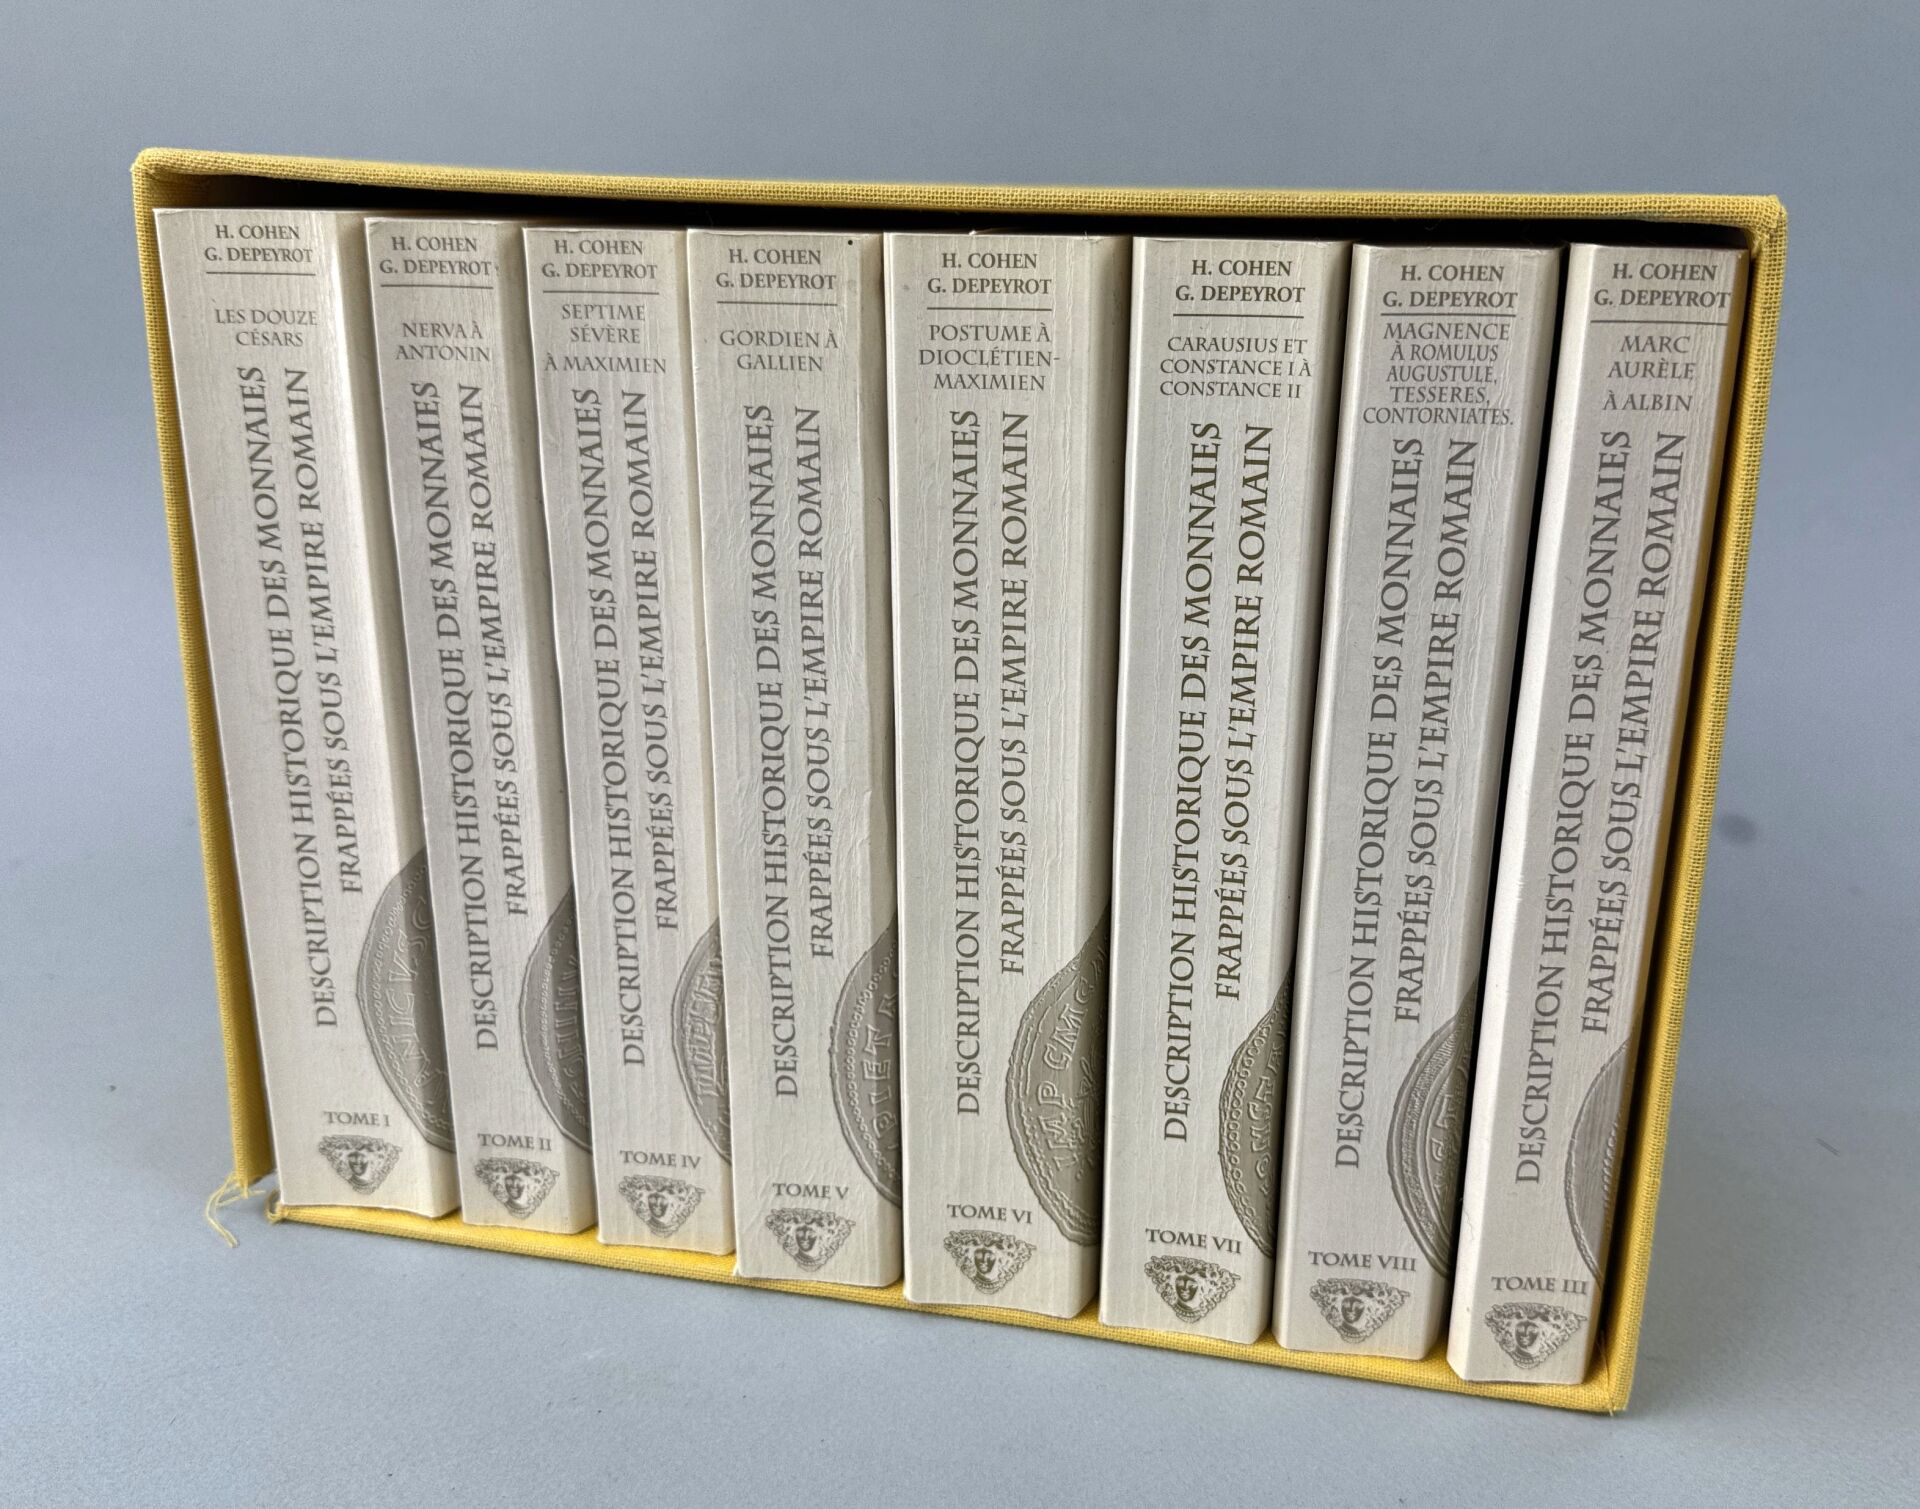 H. COHEN
G. DEPEYROT
LES DOUZE
CÉSARS
DESCRIPTION HISTORIQUE DES MONNAIES
FRAPPÉES SOUS L'EMPIRE ROMAIN
TOME I
H. COHEN
G. DEPEYROT
NERVA À
ANTONIN
DESCRIPTION HISTORIQUE DES MONNAIES
FRAPPÉES SOUS L'EMPIRE ROMAIN
TOME II
H. COHEN
G. DEPEYROT
SEPTIME
SÉVÈRE
À MAXIMIEN
DESCRIPTION HISTORIQUE DES MONNAIES
FRAPPÉES SOUS L'EMPIRE ROMAIN
TOME IV
H. COHEN
G. DEPEYROT
GORDIEN À
GALLIEN
DESCRIPTION HISTORIQUE DES MONNAIES
FRAPPÉES SOUS L'EMPIRE ROMAIN
PIETA
TOME V
H. COHEN
G. DEPEYROT
POSTUME À
DIOCLÉTIEN-
MAXIMIEN
DESCRIPTION HISTORIQUE DES MONNAIES
FRAPPÉES SOUS L'EMPIRE ROMAIN
IMP CMC
TOME VI
H. COHEN
G. DEPEYROT
CARAUSIUS ET
CONSTANCE I À
CONSTANCE II
DESCRIPTION HISTORIQUE DES MONNAIES
FRAPPÉES SOUS L'EMPIRE ROMAIN
TOME VII
H. COHEN
G. DEPEYROT
MAGNENCE
À ROMULUS
AUGUSTULE,
TESSERES,
CONTORNIATES.
DESCRIPTION HISTORIQUE DES MONNAIES
FRAPPÉES SOUS L'EMPIRE ROMAIN
TOME VIII
H. COHEN
G. DEPEYROT
MARC
AURÈLE
À ALBIN
DESCRIPTION HISTORIQUE DES MONNAIES
FRAPPÉES SOUS L'EMPIRE ROMAIN
TOME III